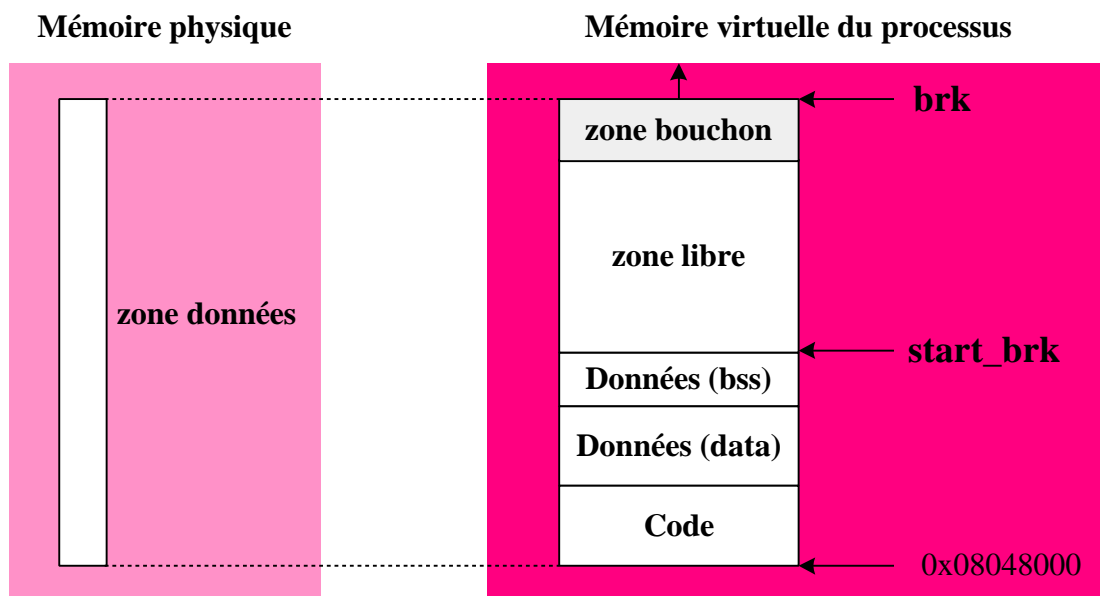 Mémoire physique
Mémoire virtuelle du processus
brk
zone bouchon
zone libre
zone données
start_brk
Données (bss)
Données (data)
Code
0x08048000